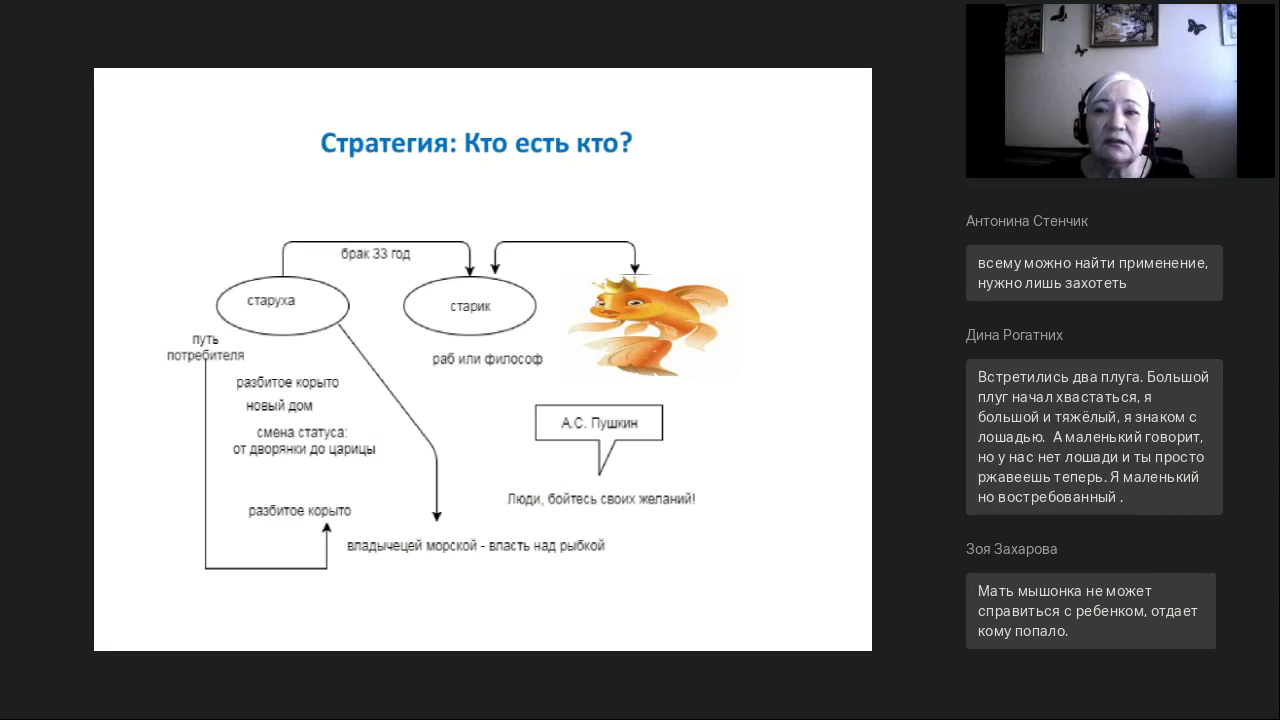 Стратегия: Кто есть кто?
брак 33 год
старуха
старик
путь
потребителя
раб или философ
разбитое корыто
новый дом
смена статуса:
от дворянки до царицы
А.С. Пушкин
Люди, бойтесь своих желаний!
разбитое корыто
владычецей морской - власть над рыбкой
Антонина Стенчик
всему можно найти применение,
нужно лишь захотеть
Дина Рогатних
Встретились два плуга. Большой
плуг начал хвастаться, я
большой и тяжёлый, я знаком с
лошадью. А маленький говорит,
но у нас нет лошади и ты просто
ржавеешь теперь. Я маленький
но востребованный .
Зоя Захарова
Мать мышонка не может
справиться с ребенком, отдает
кому попало.